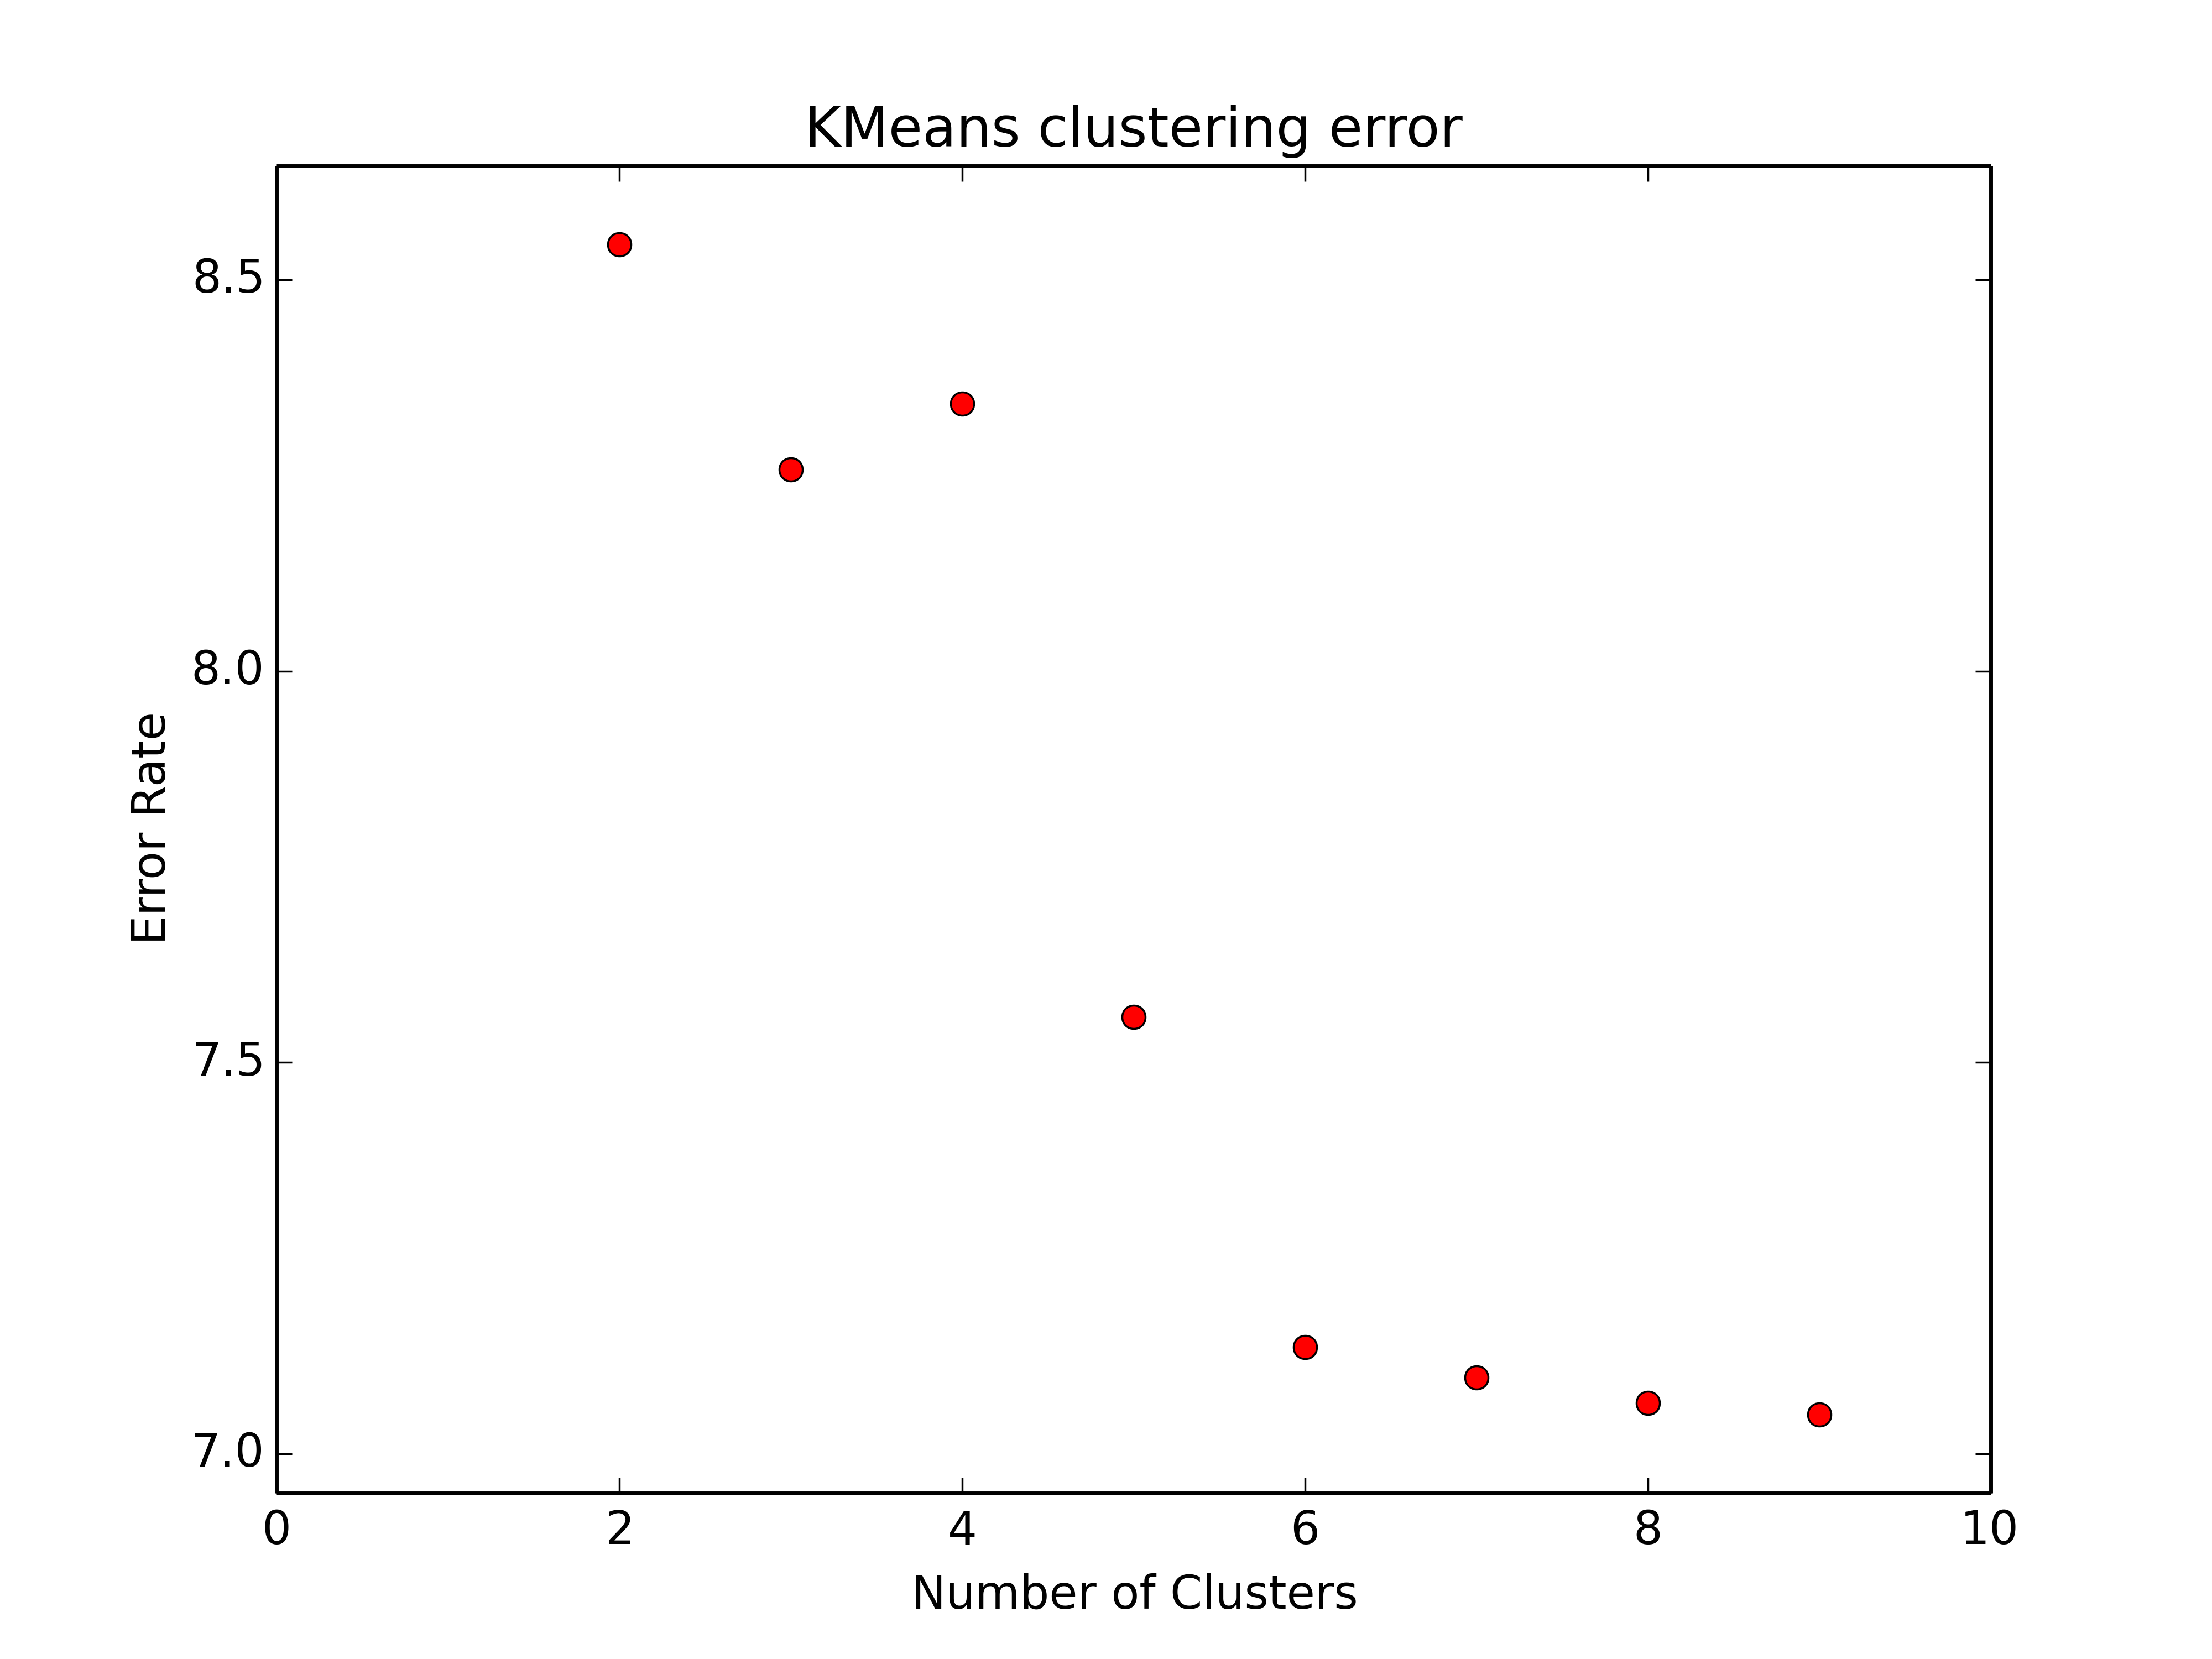 KMeans clustering error
8.5
8.0
7.5
7.0
Error Rate
0 2 4 6 8 10
Number of Clusters